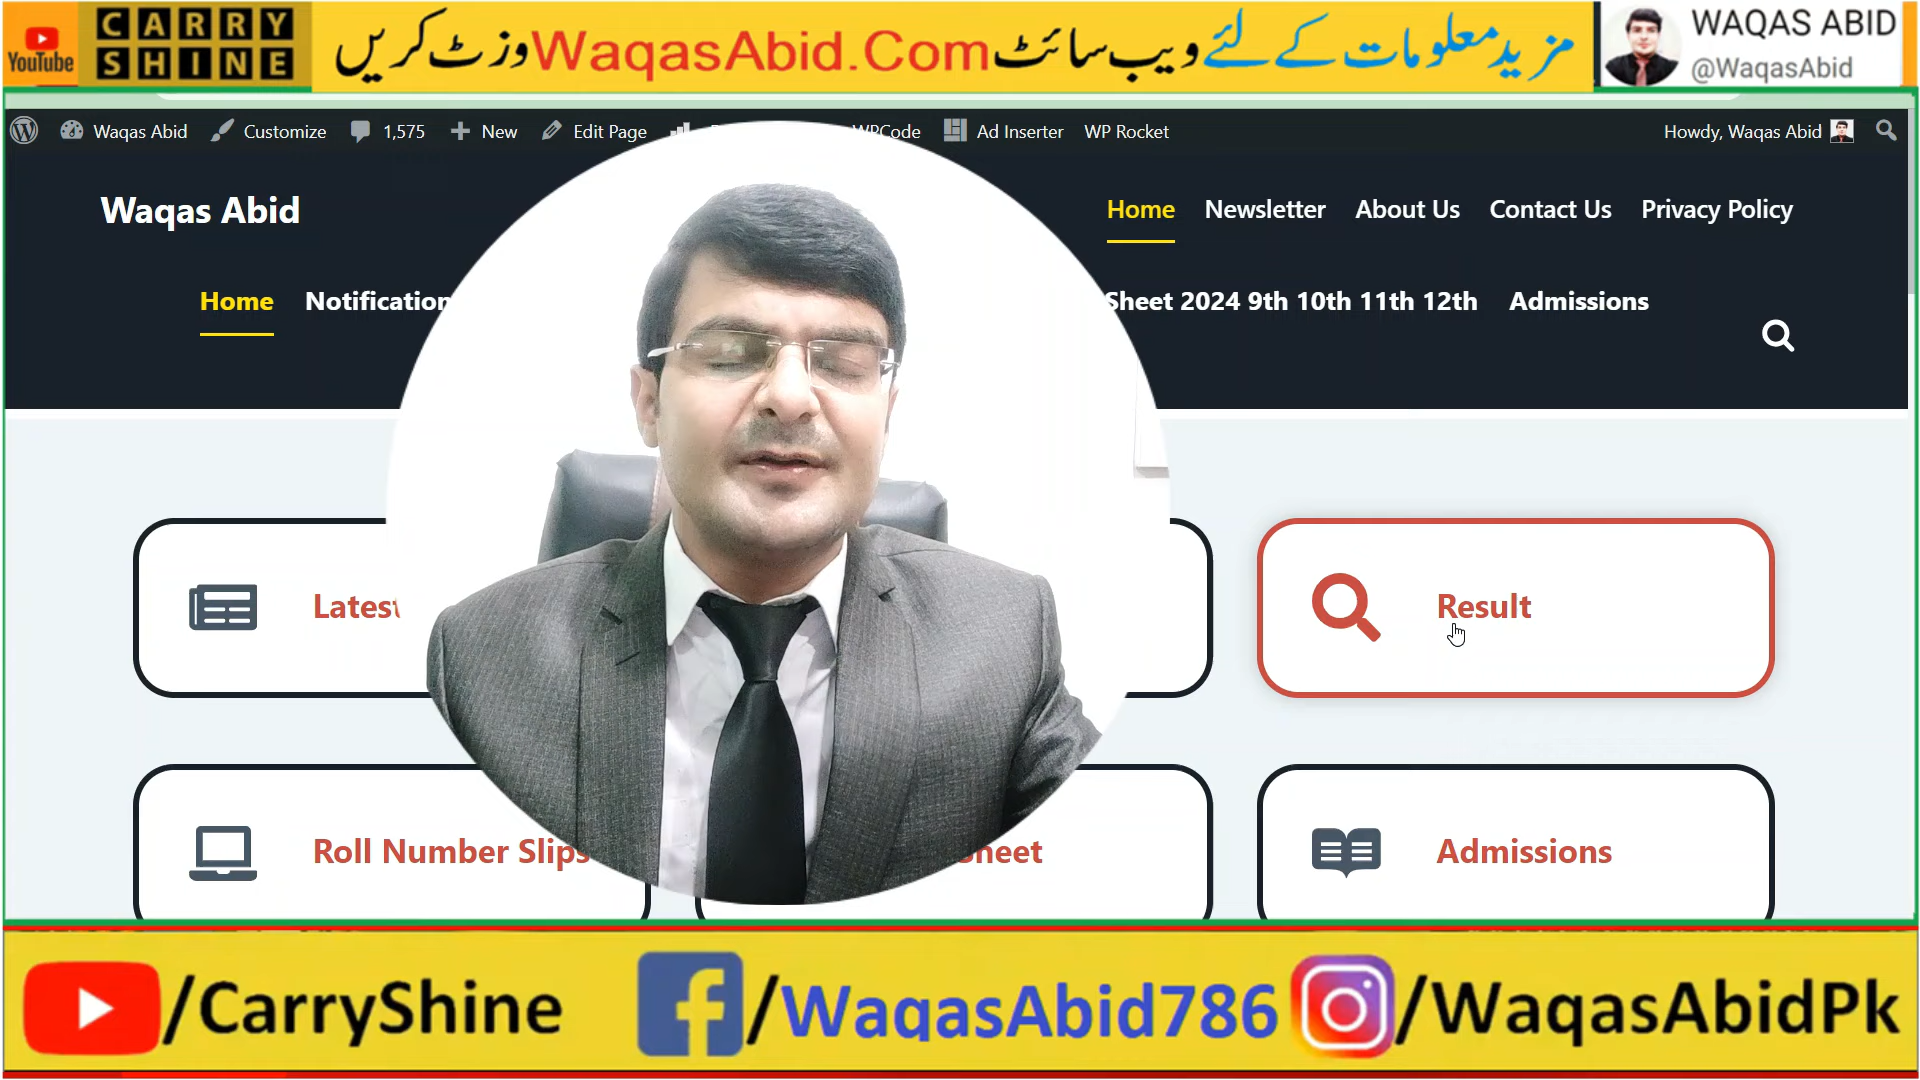 YouTube
CARRY
SHINE
مزید معلومات کے لئے ویب سائٹ WaqasAbid.Com وزٹ کریں
WAQAS ABID
@WaqasAbid
Waqas Abid Customize 1,575 New Edit Page WPCode Ad Inserter WP Rocket Howdy, Waqas Abid
Waqas Abid
Home Newsletter About Us Contact Us Privacy Policy
Home Notification Sheet 2024 9th 10th 11th 12th Admissions
Latest
Result
Roll Number Slips
Sheet
Admissions
/CarryShine
/WaqasAbid786
/WaqasAbidPk